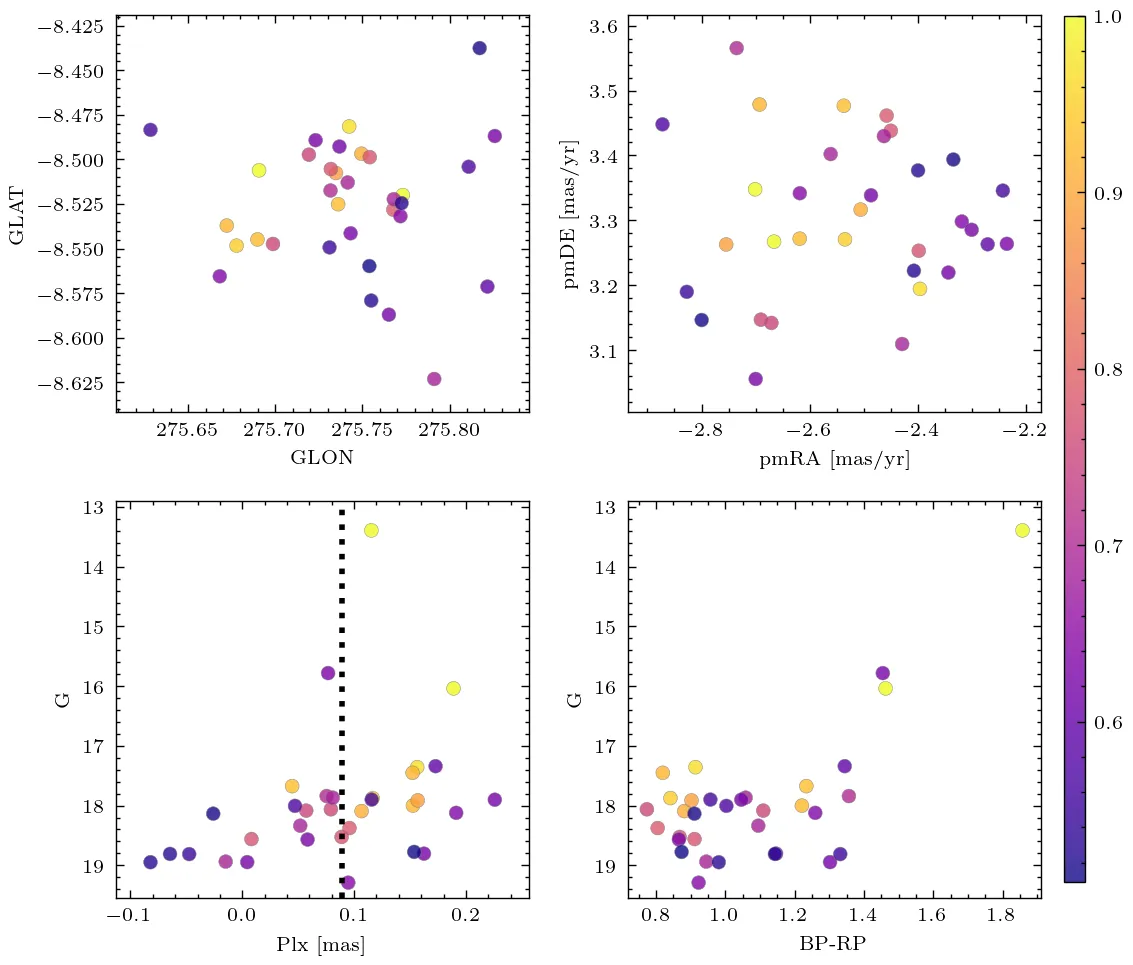 −8.425
−8.450
−8.475
−8.500
−8.525
−8.550
−8.575
−8.600
−8.625
GLAT
275.65 275.70 275.75 275.80
GLON
3.6
3.5
3.4
3.3
3.2
3.1
pmDE [mas/yr]
−2.8 −2.6 −2.4 −2.2
pmRA [mas/yr]
1.0
0.9
0.8
0.7
0.6
13
14
15
16
17
18
19
G
−0.1 0.0 0.1 0.2
Plx [mas]
13
14
15
16
17
18
19
G
0.8 1.0 1.2 1.4 1.6 1.8
BP-RP